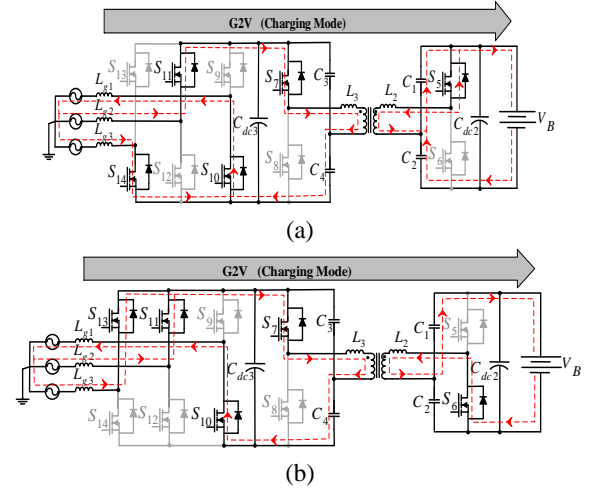 G2V (Charging Mode)
S13 S11 S9 S7 C3 C1 S5
Lg1 L3 L2
Lg2 Cdc3 Cdc2 VB
Lg3
S14 S12 S10 S8 C4 C2 S6
(a)
G2V (Charging Mode)
S13 S11 S9 S7 C3 C1 S5
Lg1 L3 L2
Lg2 Cdc3 Cdc2 VB
Lg3
S14 S12 S10 S8 C4 C2 S6
(b)